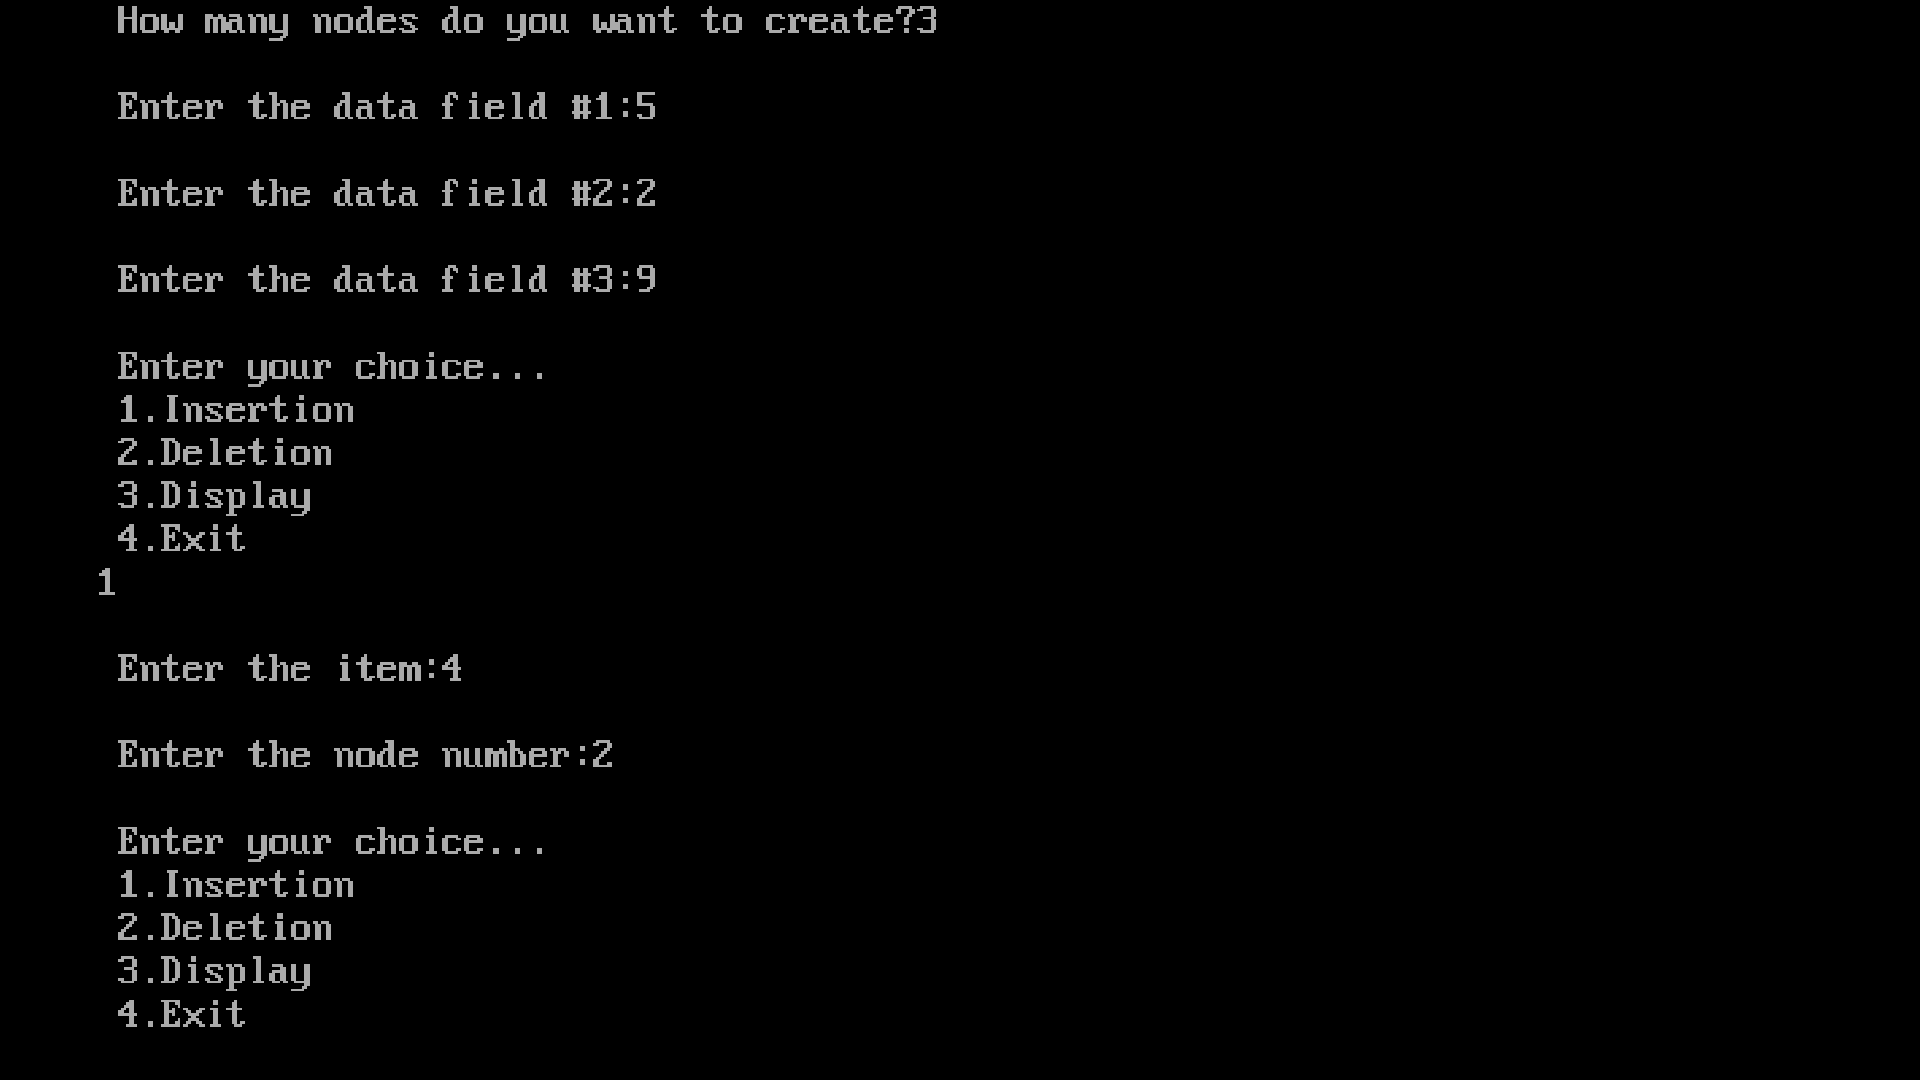 How many nodes do you want to create?3
Enter the data field #1:5
Enter the data field #2:2
Enter the data field #3:9
Enter your choice...
1.Insertion
2.Deletion
3.Display
4.Exit
1
Enter the item:4
Enter the node number:2
Enter your choice...
1.Insertion
2.Deletion
3.Display
4.Exit